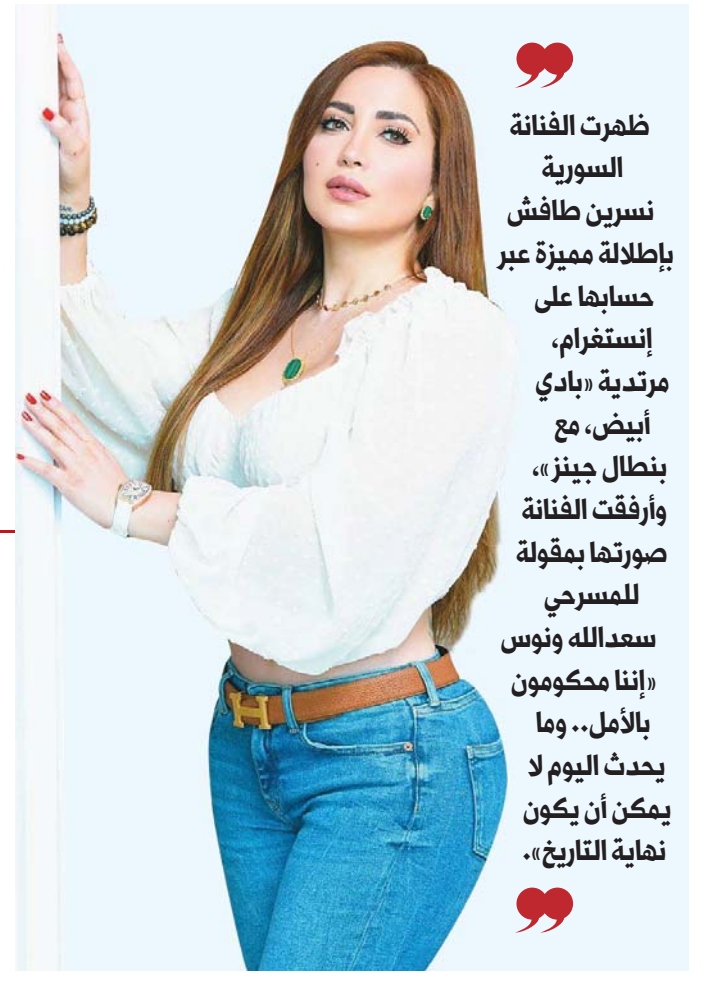 ظهرت الفنانة
السورية
نسرين طافش
بإطلالة مميزة عبر
حسابها على
إنستغرام،
مرتدية «بادي
أبيض، مع
بنطال جينز»،
وأرفقت الفنانة
صورتها بمقولة
للمسرحي
سعدالله ونوس
«إننا محكومون
بالأمل.. وما
يحدث اليوم لا
يمكن أن يكون
نهاية التاريخ».